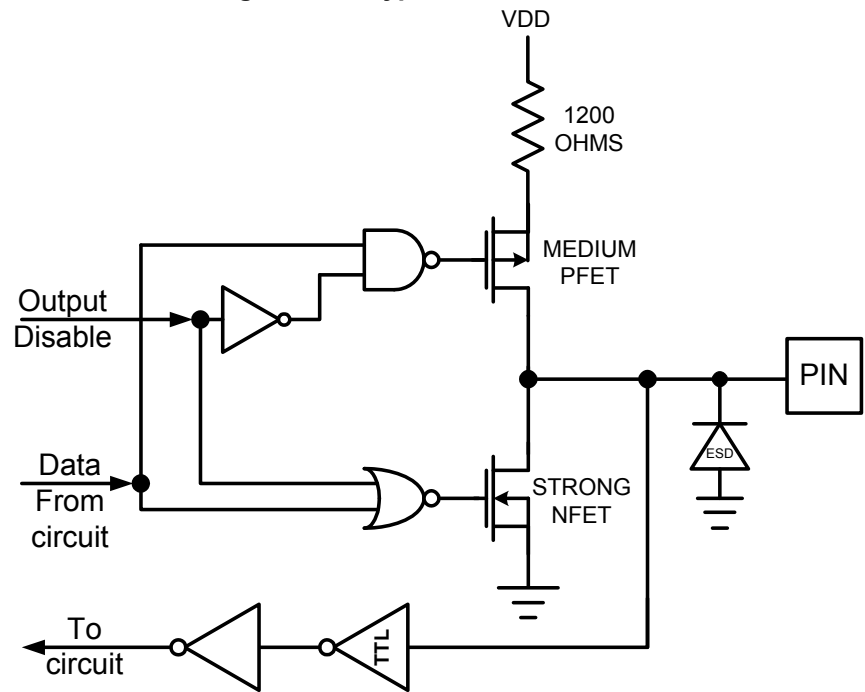 VDD
1200
OHMS
MEDIUM
PFET
Output
Disable
PIN
ESD
Data
From
circuit
STRONG
NFET
To
circuit
TTL